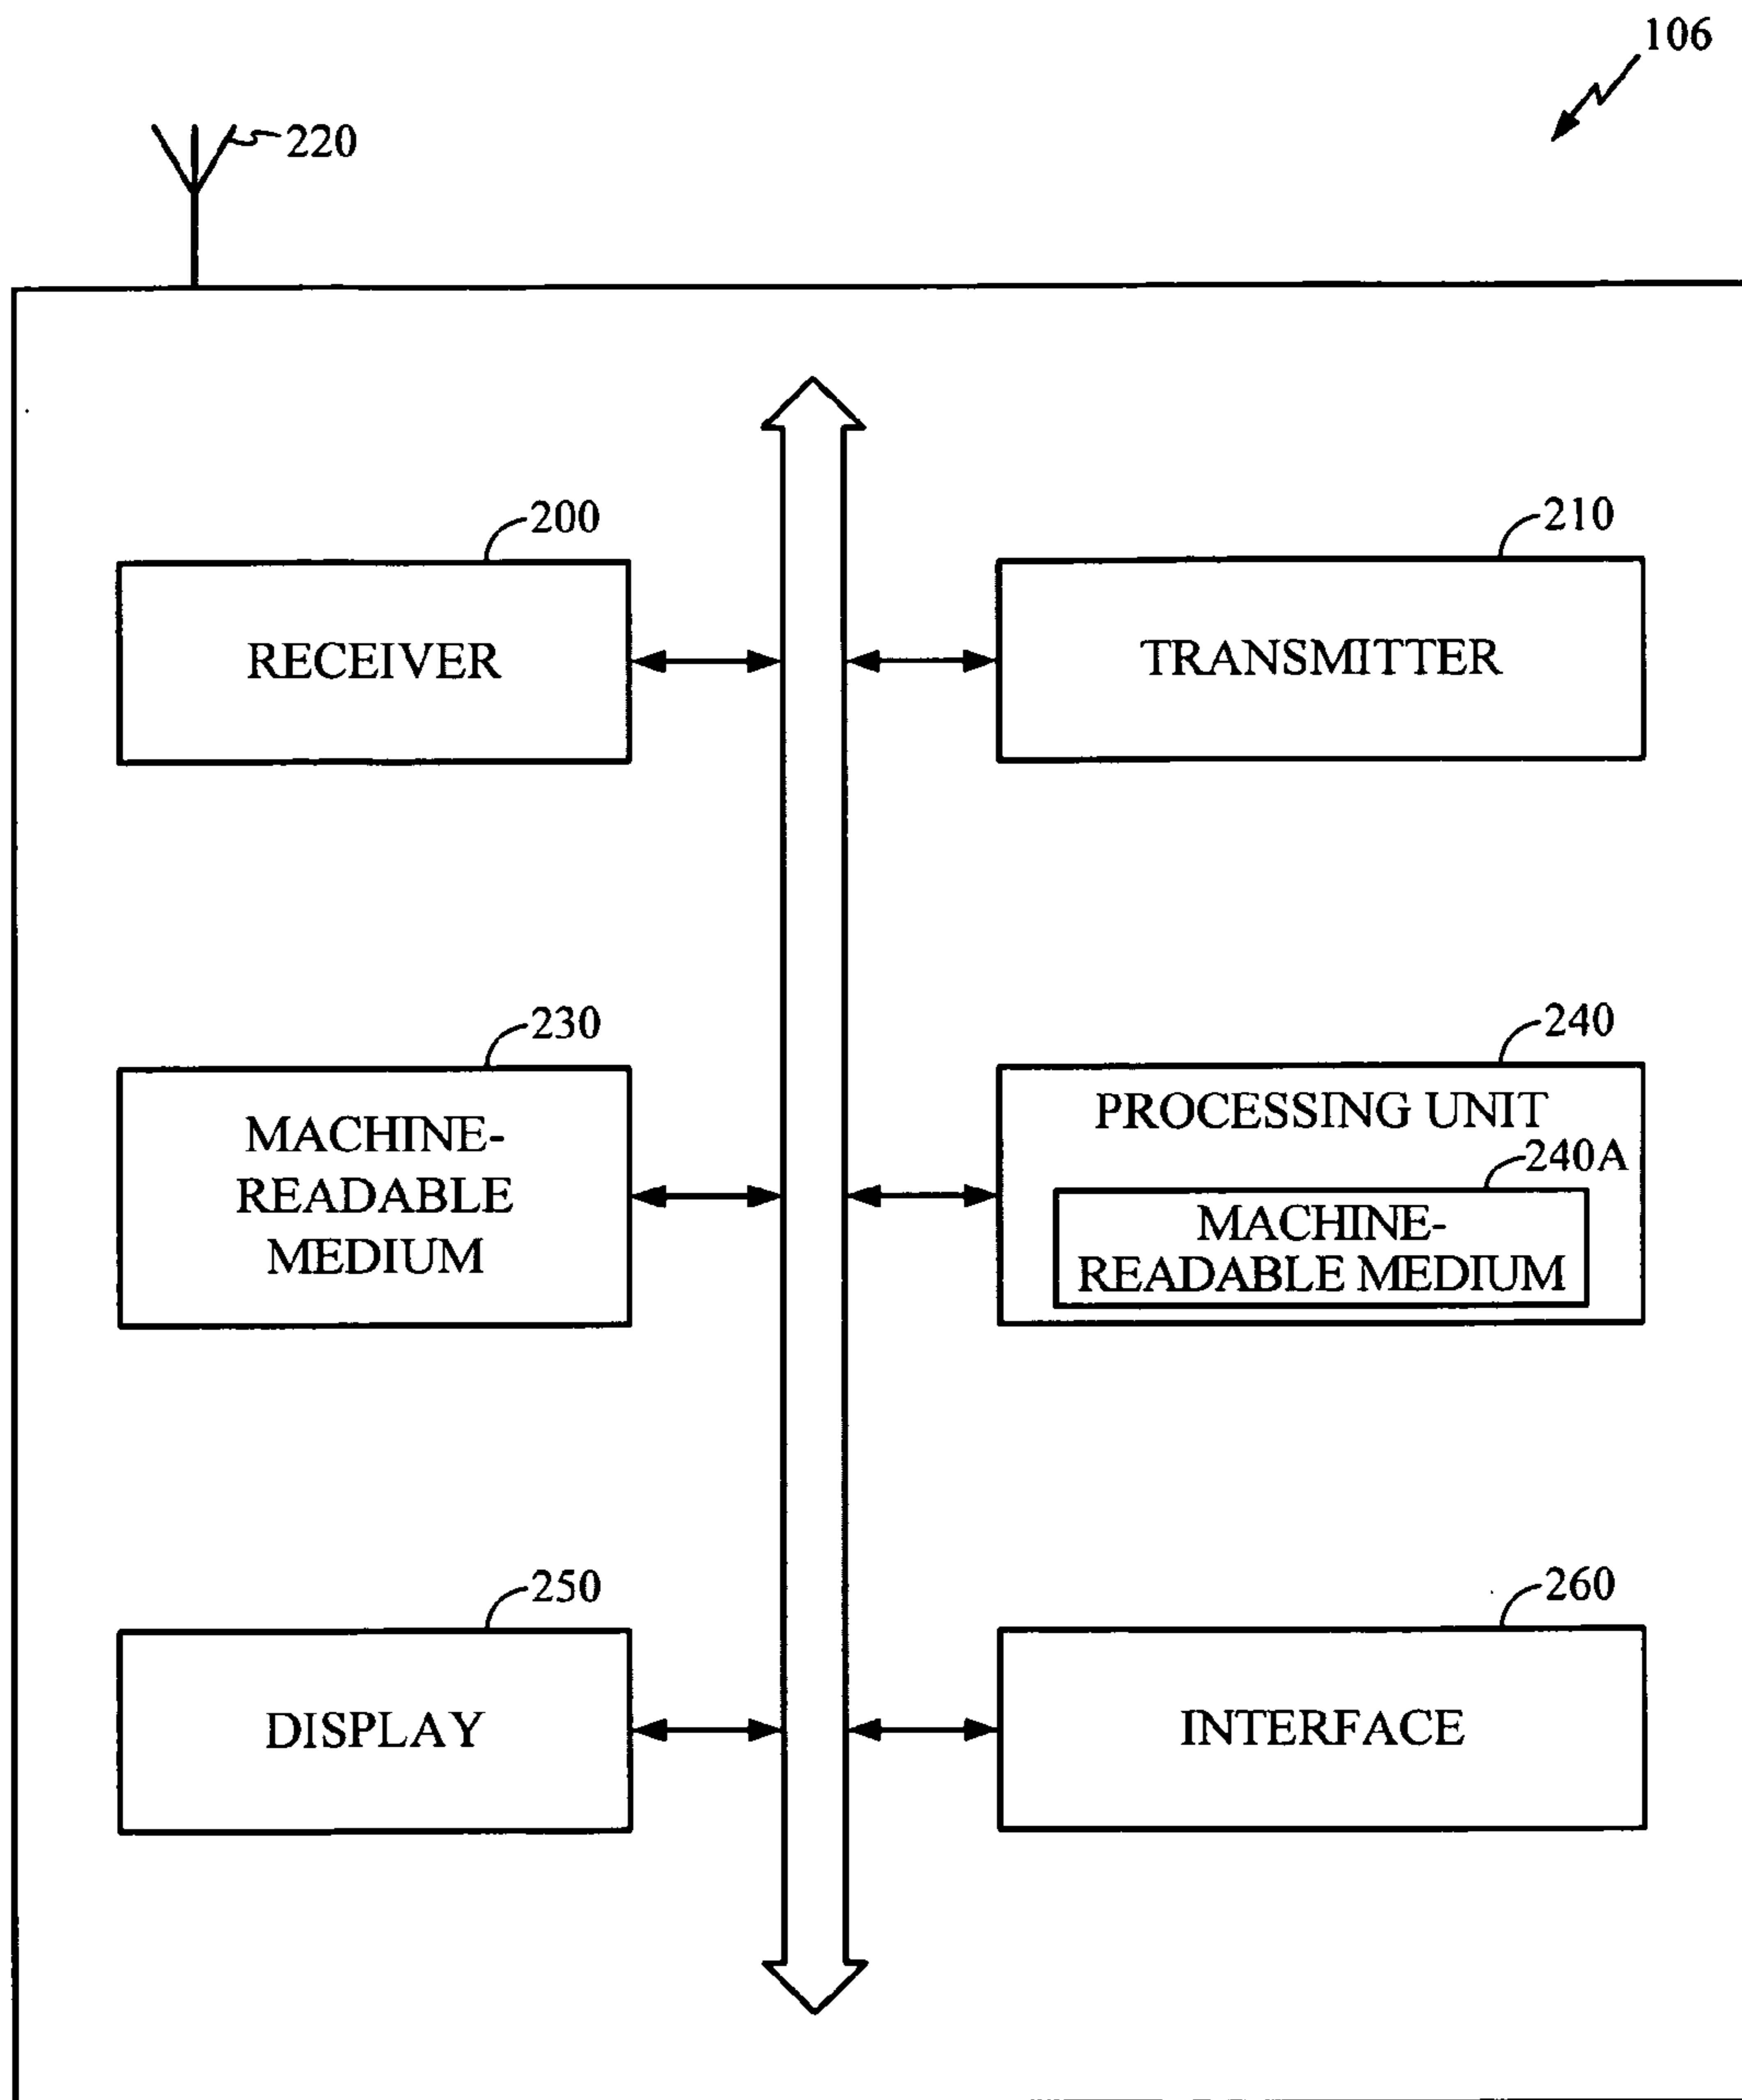 106
220
200
210
RECEIVER
TRANSMITTER
230
240
MACHINE-
READABLE
MEDIUM
PROCESSING UNIT
240A
MACHINE-
READABLE MEDIUM
250
260
DISPLAY
INTERFACE